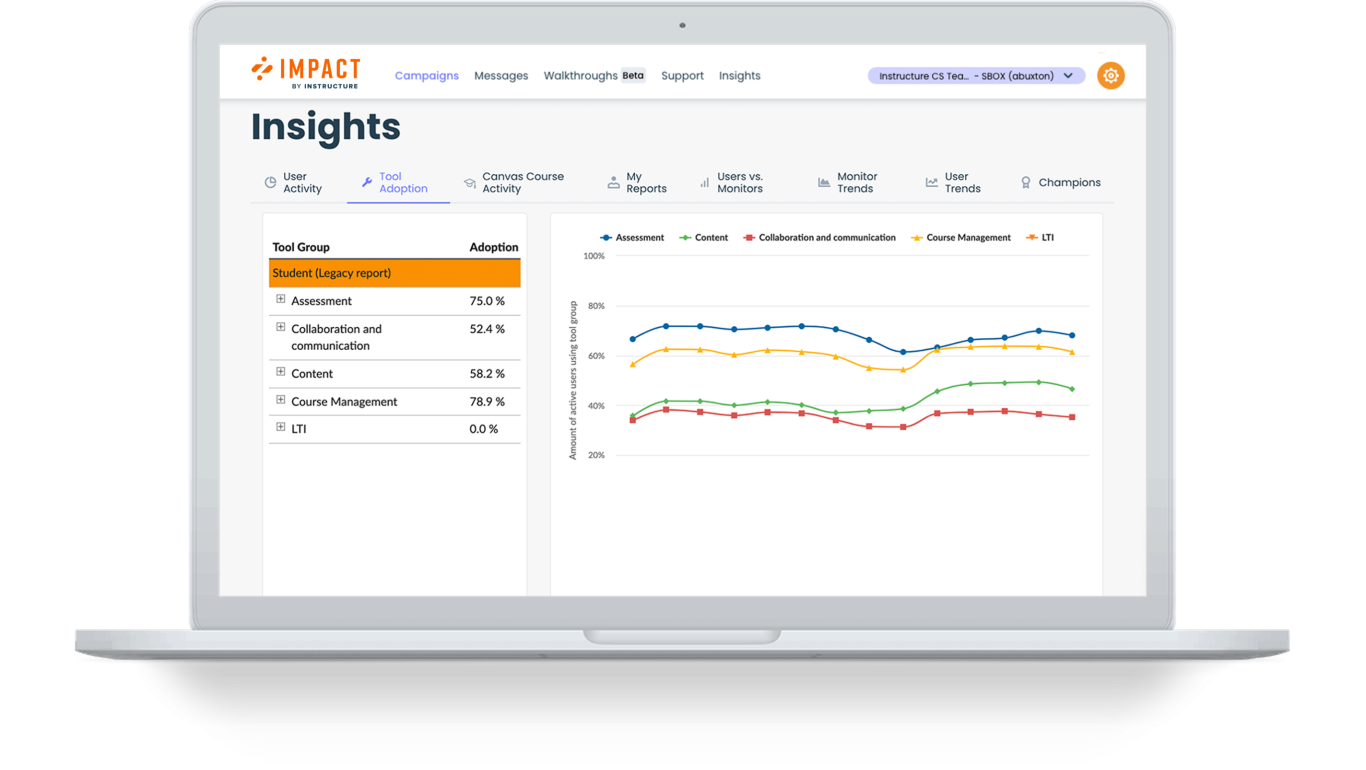 IMPACT
BY INSTRUCTURE
Campaigns Messages Walkthroughs Beta Support Insights
Instructure CS Tea... - SBOX (abuxton)
Insights
User Activity
Tool Adoption
Canvas Course Activity
My Reports
Users vs. Monitors
Monitor Trends
User Trends
Champions
Tool Group Adoption
Student (Legacy report)
Assessment 75.0 %
Collaboration and
communication 52.4 %
Content 58.2 %
Course Management 78.9 %
LTI 0.0 %
Assessment Content Collaboration and communication Course Management LTI
Amount of active users using tool group
100%
80%
60%
40%
20%